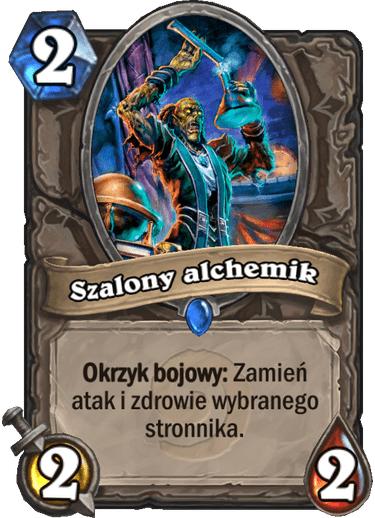 2
Szalony alchemik
Okrzyk bojowy: Zamień
atak i zdrowie wybranego
stronnika.
2
2